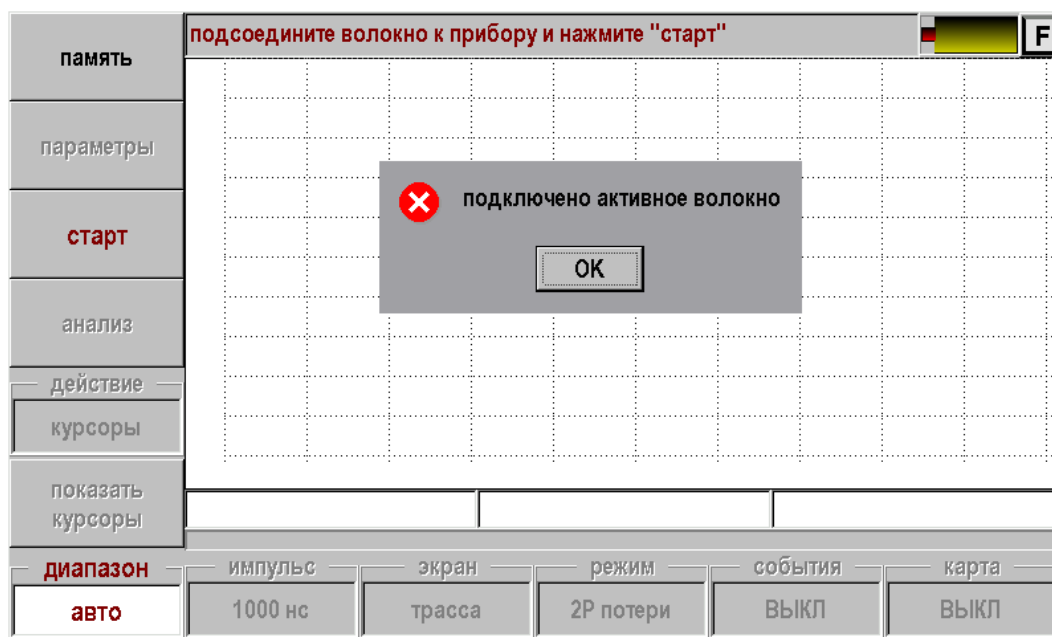 память
подсоедините волокно к прибору и нажмите "старт"
F
параметры
подключено активное волокно
старт
OK
анализ
действие
курсоры
показать
курсоры
диапазон
импульс
экран
режим
события
карта
авто
1000 нс
трасса
2Р потери
ВЫКЛ
ВЫКЛ